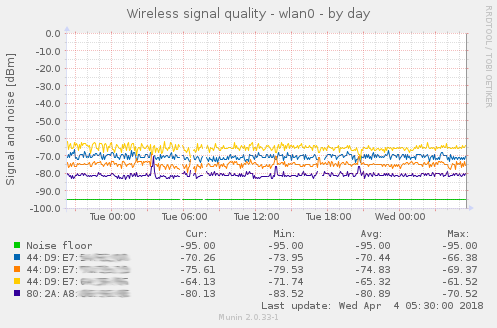 Wireless signal quality - wlan0 - by day
RRDTOOL / TOBI OETIKER
Signal and noise [dBm]
0.0
-10.0
-20.0
-30.0
-40.0
-50.0
-60.0
-70.0
-80.0
-90.0
-100.0
Tue 00:00 Tue 06:00 Tue 12:00 Tue 18:00 Wed 00:00
Cur: Min: Avg: Max:
Noise floor -95.00 -95.00 -95.00 -95.00
44:D9:E7: -70.26 -73.95 -70.44 -66.38
44:D9:E7: -75.61 -79.53 -74.83 -69.37
44:D9:E7: -64.13 -71.74 -65.32 -61.52
80:2A:A8: -80.13 -83.52 -80.89 -70.52
Last update: Wed Apr 4 05:30:00 2018
Munin 2.0.33-1